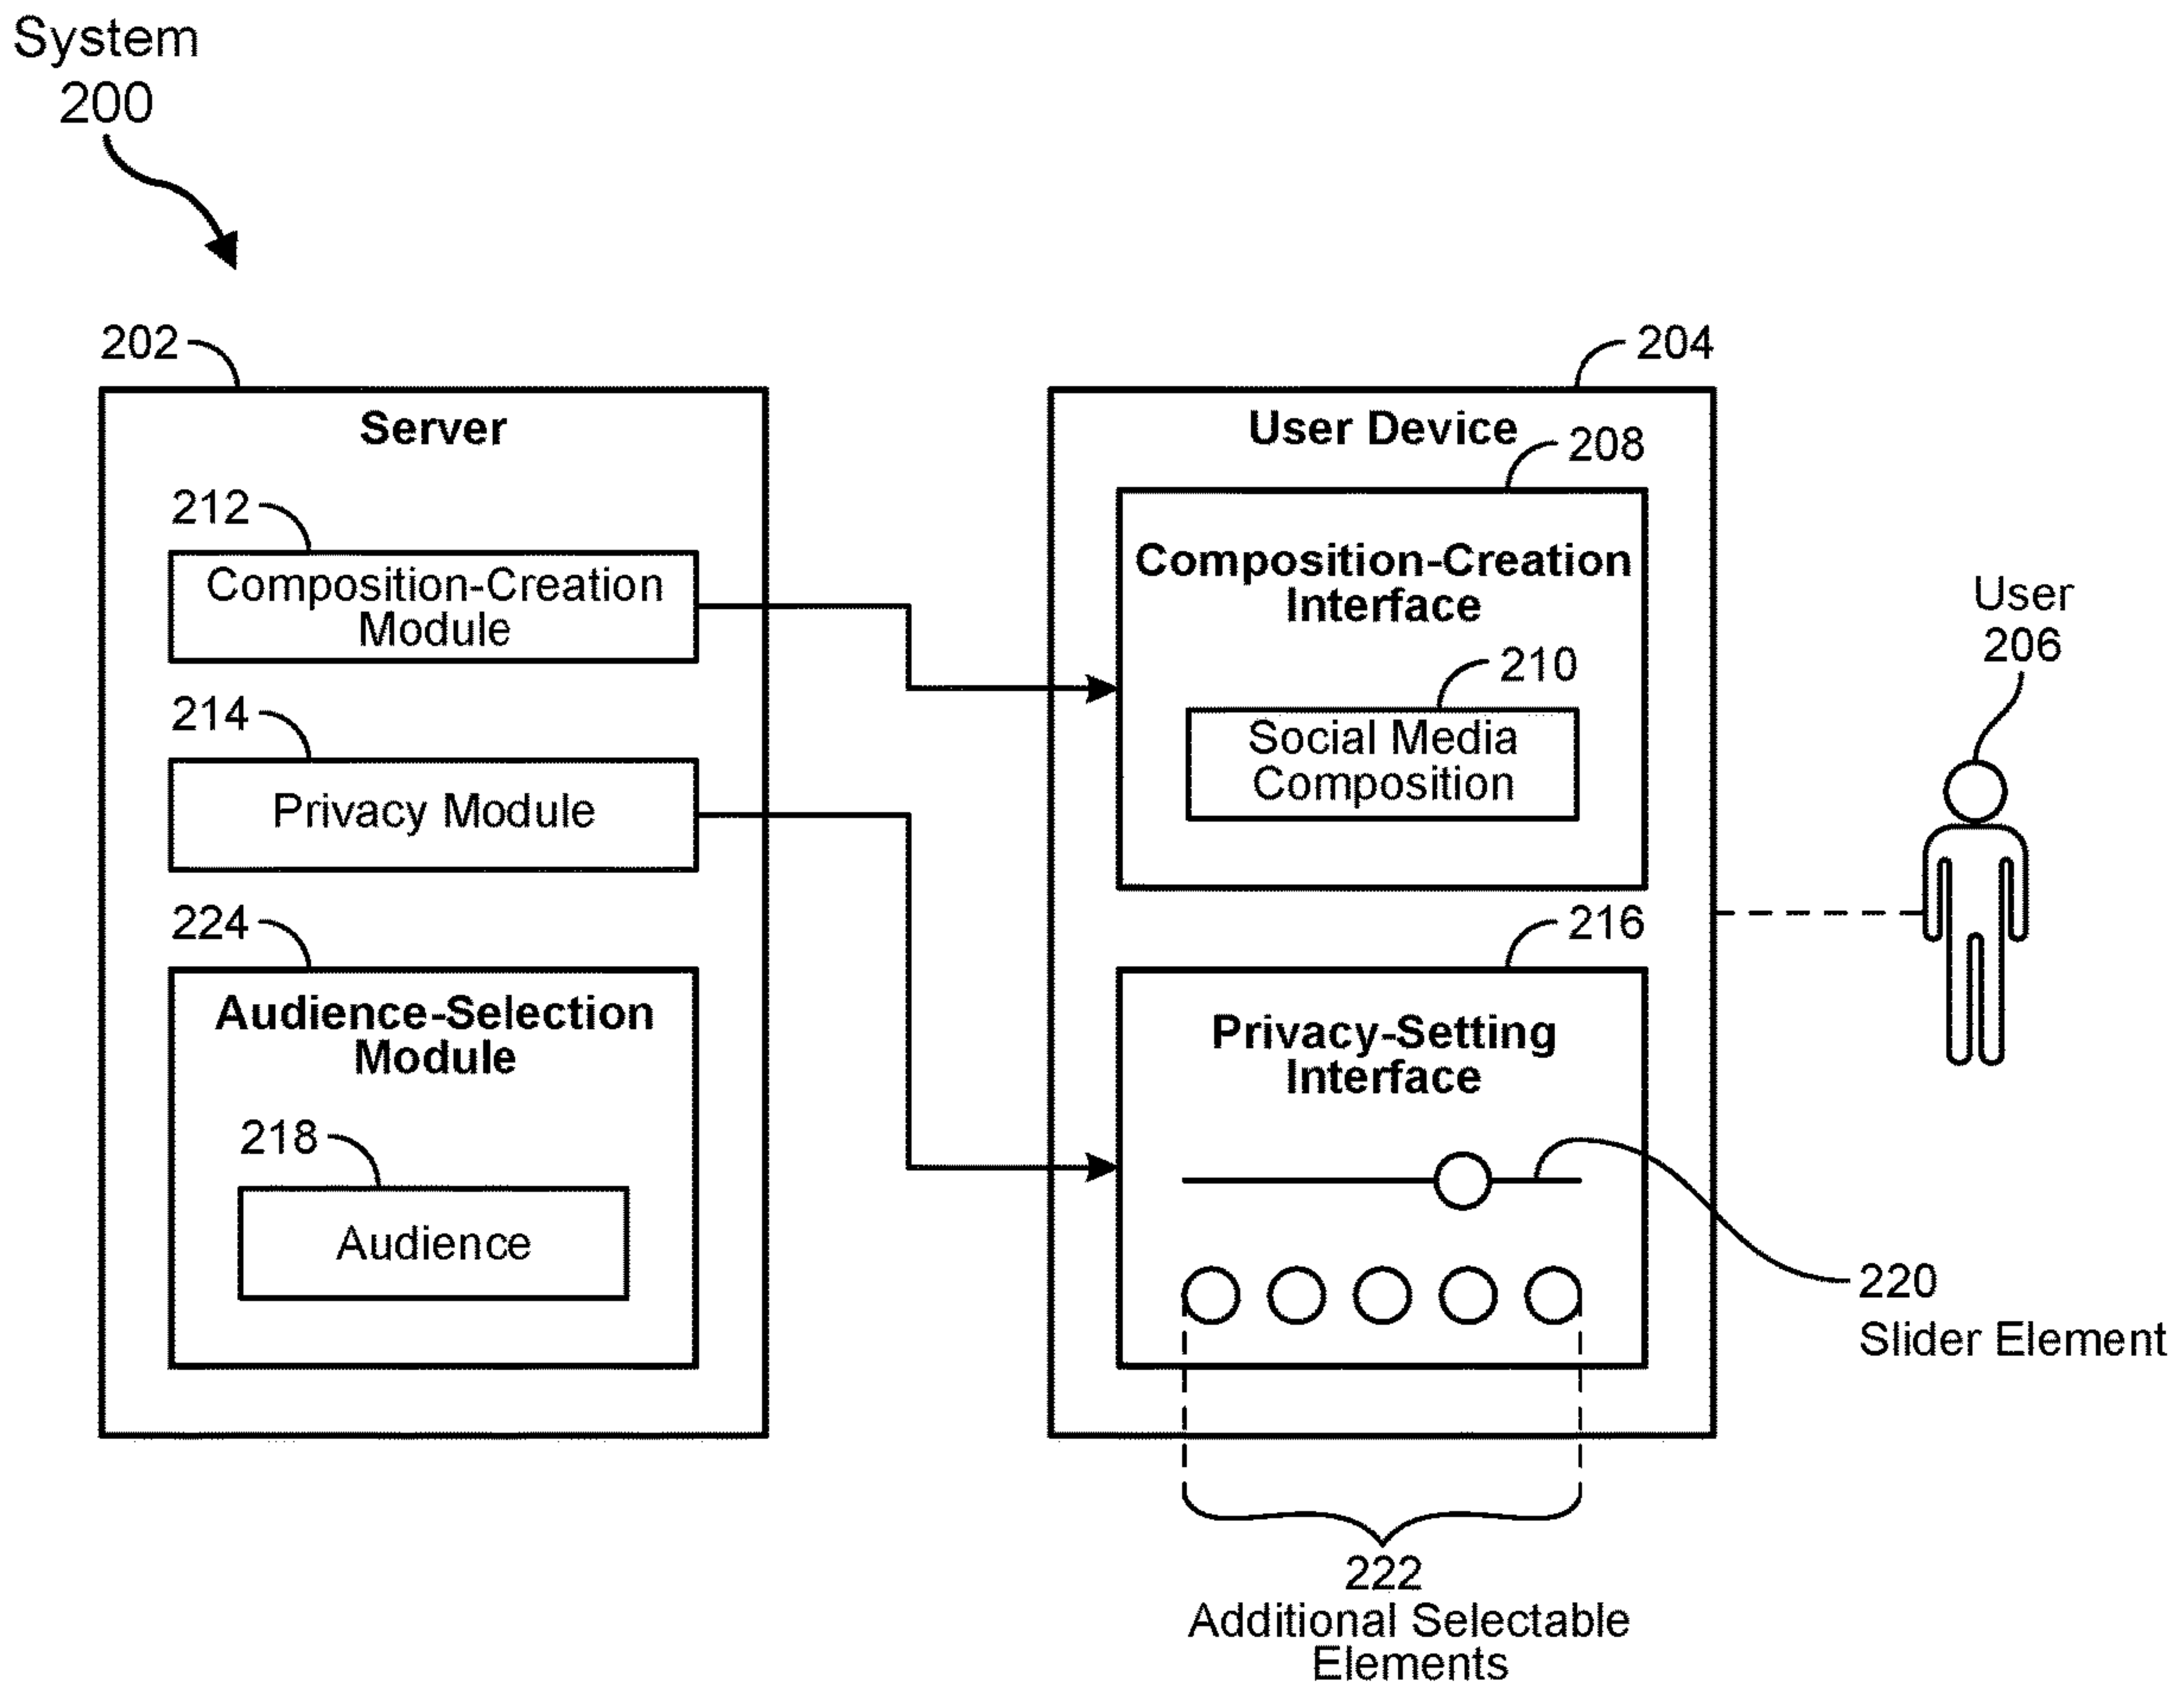 System
200
202
Server
212
Composition-Creation
Module
214
Privacy Module
224
Audience-Selection
Module
218
Audience
204
User Device
208
Composition-Creation
Interface
210
Social Media
Composition
216
Privacy-Setting
Interface
User
206
220
Slider Element
222
Additional Selectable
Elements